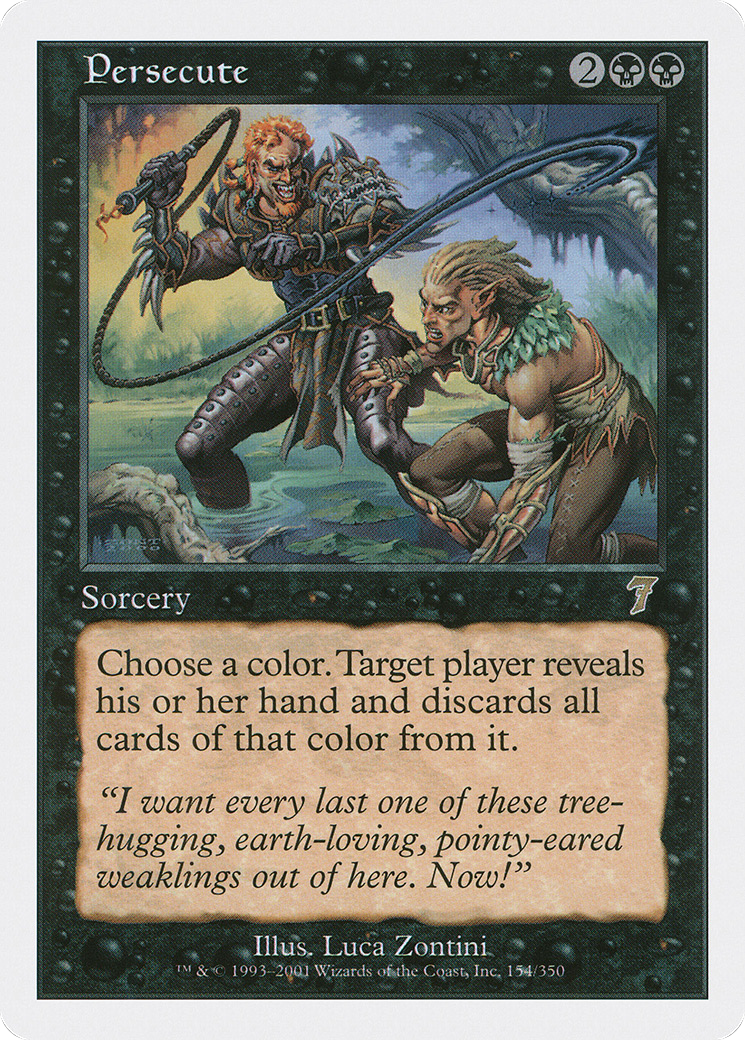 Persecute 2
Sorcery 7
Choose a color. Target player reveals
his or her hand and discards all
cards of that color from it.
“I want every last one of these tree-
hugging, earth-loving, pointy-eared
weaklings out of here. Now!”
Illus. Luca Zontini
™ & © 1993–2001 Wizards of the Coast, Inc. 154/350